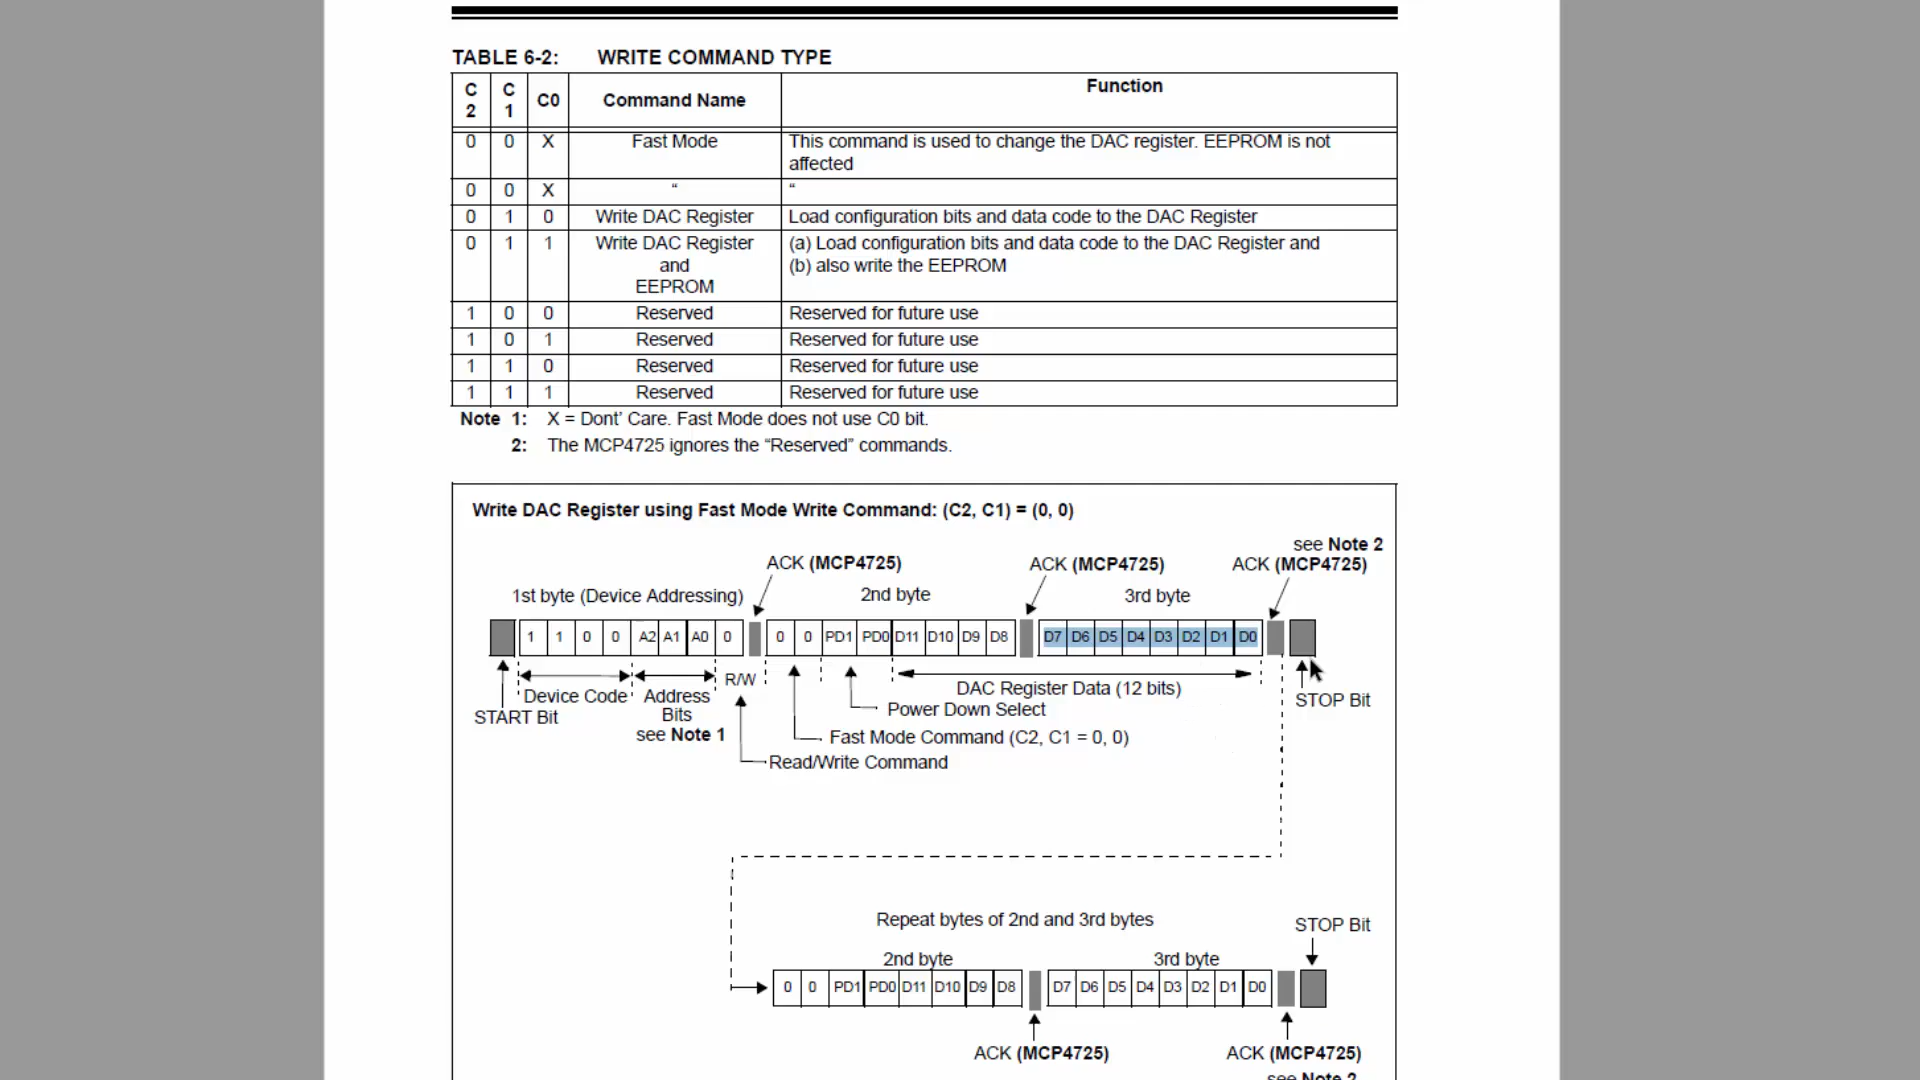 TABLE 6-2: WRITE COMMAND TYPE
C 2 C 1 C0 Command Name Function
0 0 X Fast Mode This command is used to change the DAC register. EEPROM is not
affected
0 0 X “ “
0 1 0 Write DAC Register Load configuration bits and data code to the DAC Register
0 1 1 Write DAC Register (a) Load configuration bits and data code to the DAC Register and
and (b) also write the EEPROM
EEPROM
1 0 0 Reserved Reserved for future use
1 0 1 Reserved Reserved for future use
1 1 0 Reserved Reserved for future use
1 1 1 Reserved Reserved for future use
Note 1: X = Dont’ Care. Fast Mode does not use C0 bit.
2: The MCP4725 ignores the “Reserved” commands.
Write DAC Register using Fast Mode Write Command: (C2, C1) = (0, 0)
see Note 2
ACK (MCP4725) ACK (MCP4725) ACK (MCP4725)
1st byte (Device Addressing) 2nd byte 3rd byte
1 1 0 0 A2 A1 A0 0 0 0 PD1 PD0 D11 D10 D9 D8 D7 D6 D5 D4 D3 D2 D1 D0
R/W
Device Code Address DAC Register Data (12 bits) STOP Bit
START Bit Bits Power Down Select
see Note 1 Fast Mode Command (C2, C1 = 0, 0)
Read/Write Command
Repeat bytes of 2nd and 3rd bytes STOP Bit
2nd byte 3rd byte
0 0 PD1 PD0 D11 D10 D9 D8 D7 D6 D5 D4 D3 D2 D1 D0
ACK (MCP4725) ACK (MCP4725)
see Note 2